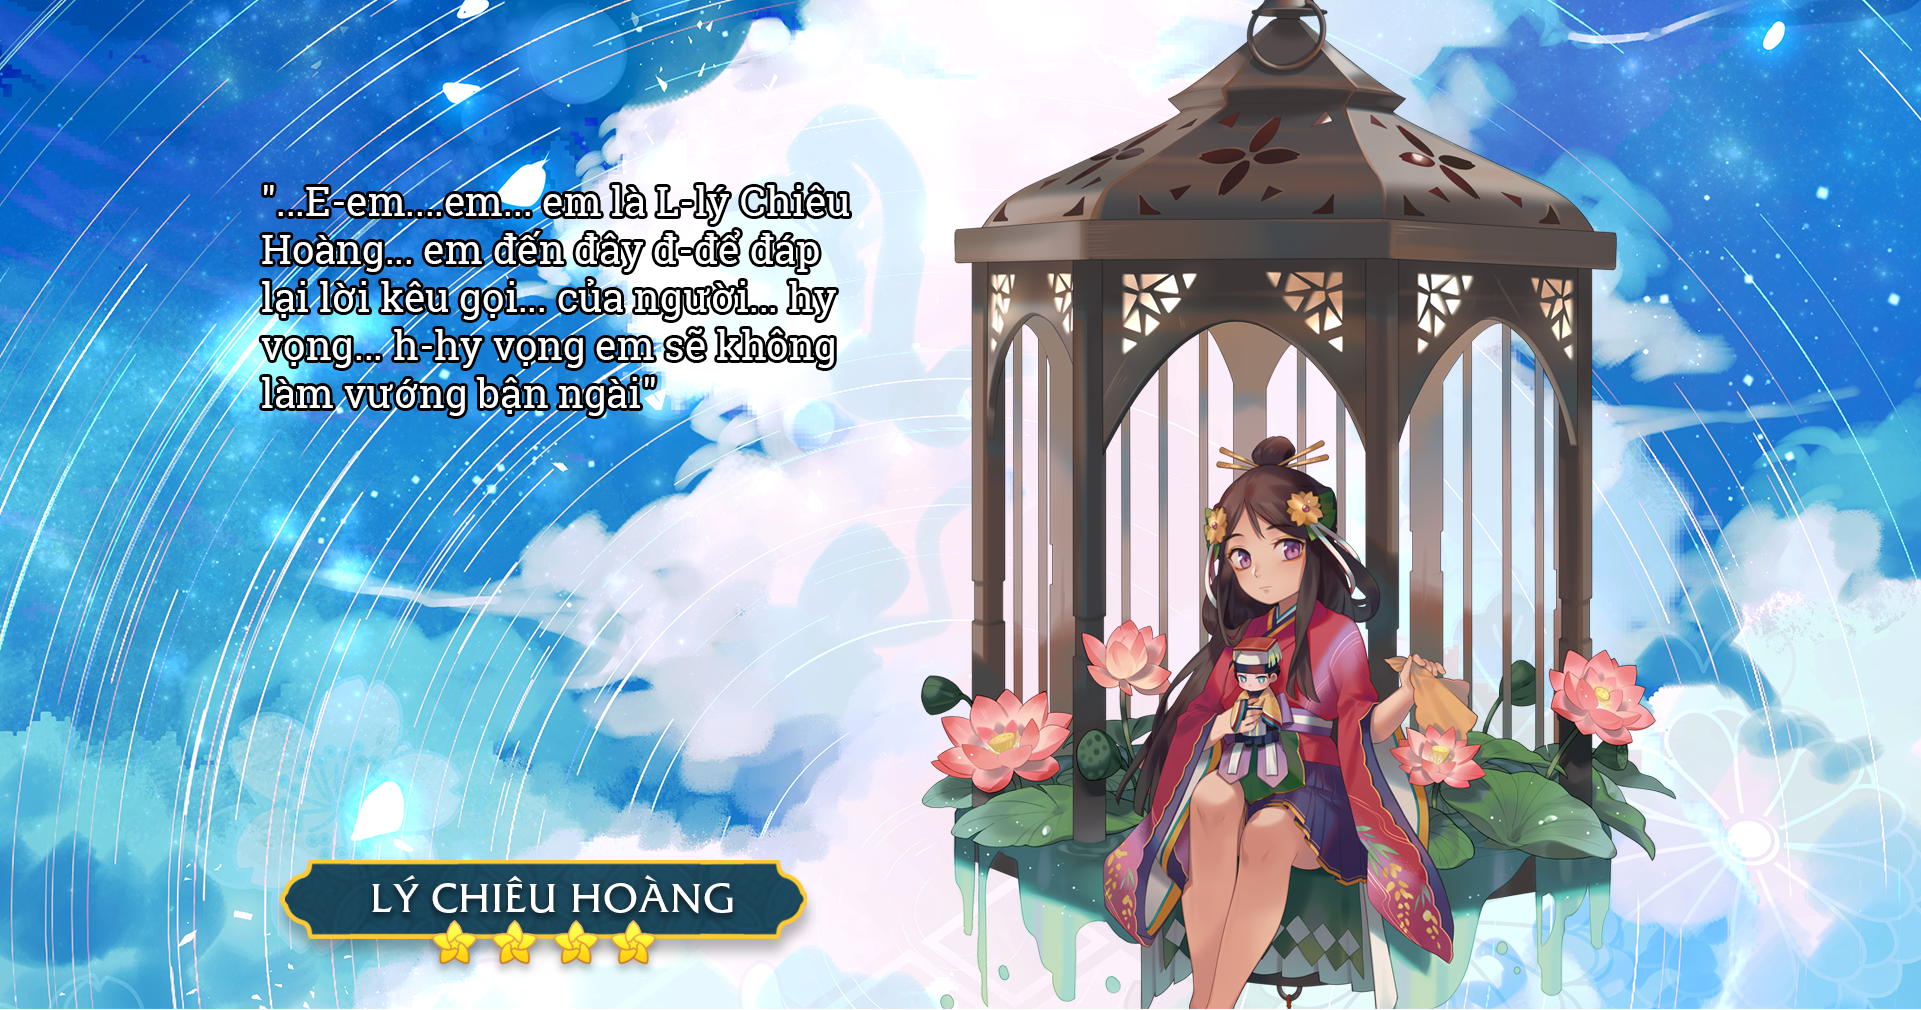 "...E-em....em... em là L-lý Chiêu
Hoàng... em đến đây đ-để đáp
lại lời kêu gọi... của người... hy
vọng... h-hy vọng em sẽ không
làm vướng bận ngài"
LÝ CHIÊU HOÀNG